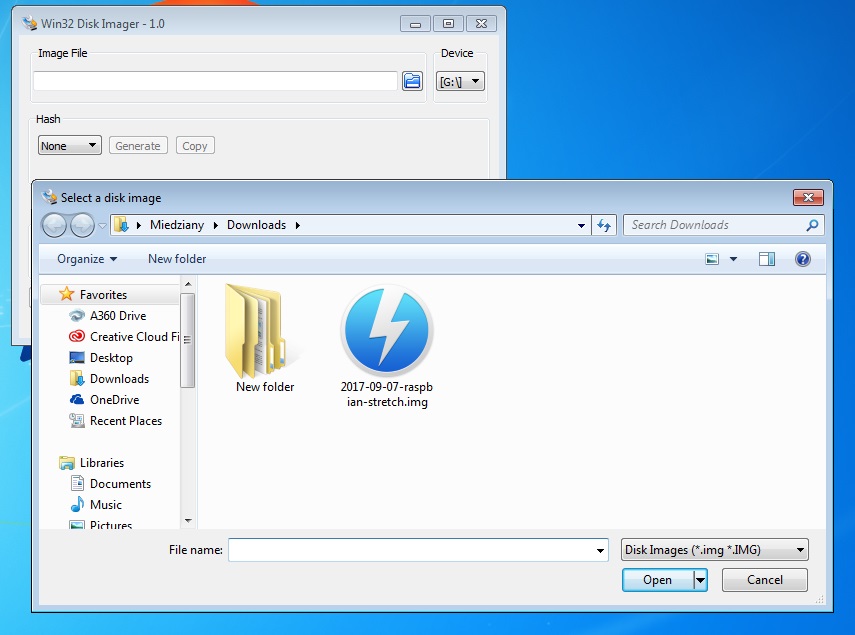 Win32 Disk Imager - 1.0
Image File
Device
[G:\]
Hash
None
Generate
Copy
Select a disk image
Miedziany
Downloads
Search Downloads
Organize
New folder
Favorites
A360 Drive
Creative Cloud Fi
Desktop
Downloads
OneDrive
Recent Places
Libraries
Documents
Music
Pictures
New folder
2017-09-07-raspb
ian-stretch.img
File name:
Disk Images (*.img *.IMG)
Open
Cancel